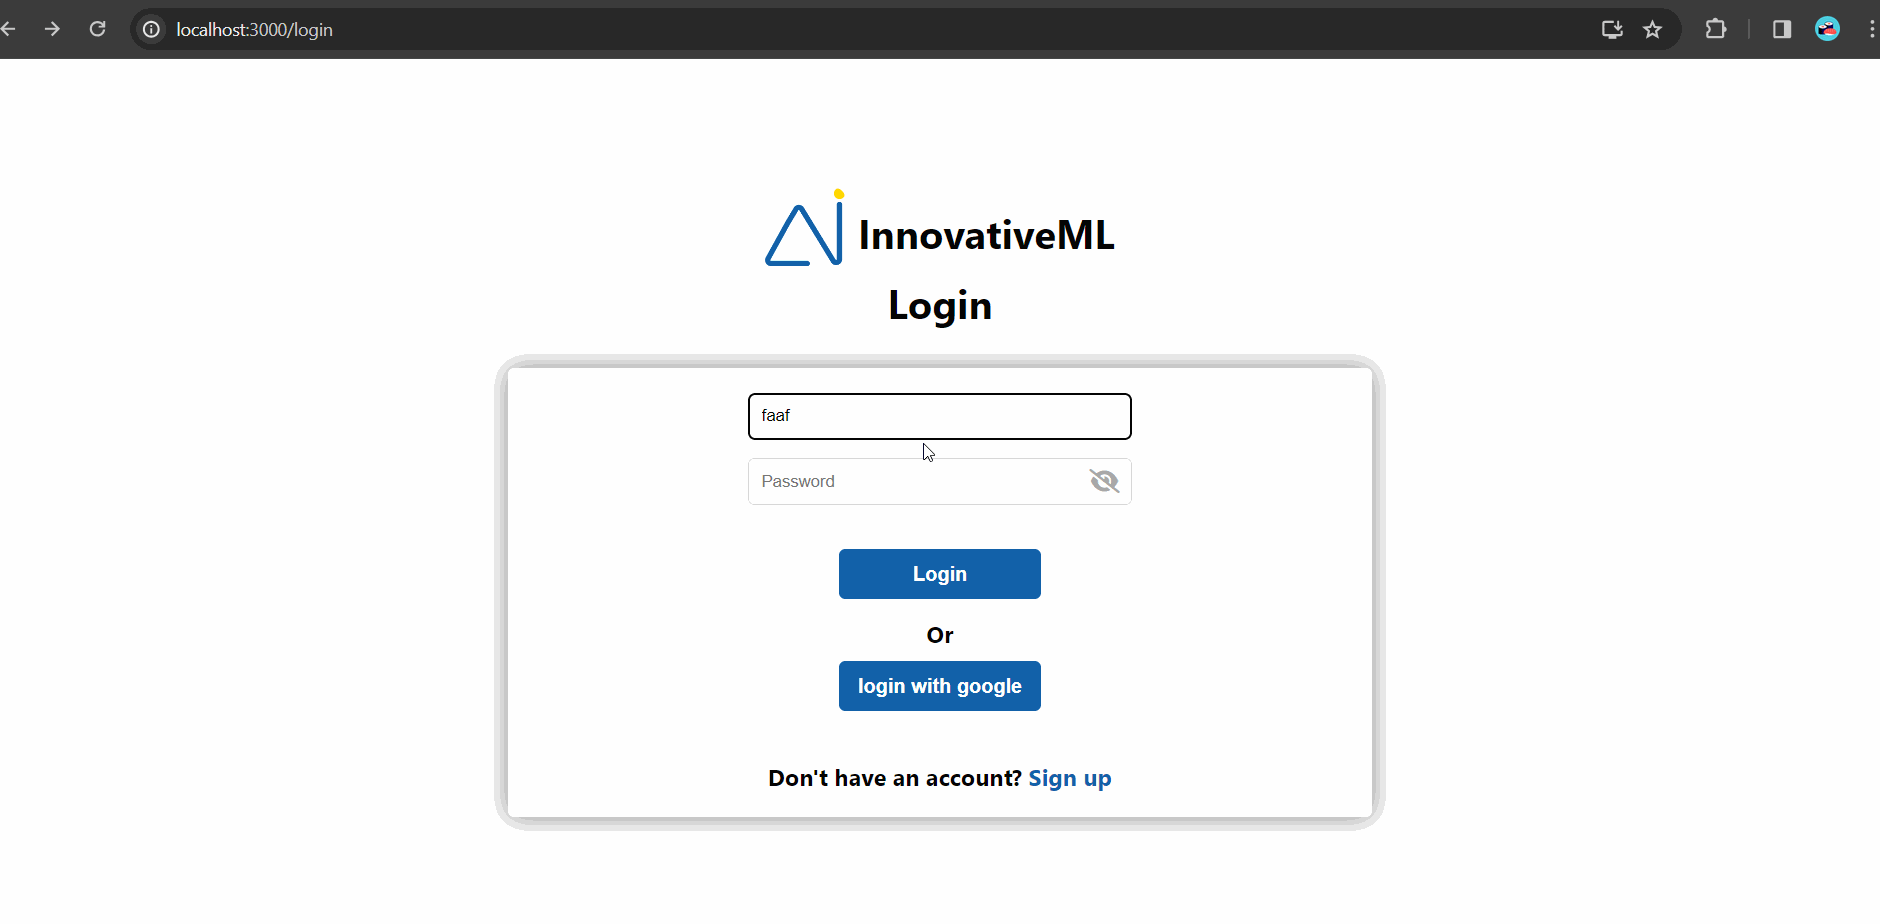 localhost:3000/login
InnovativeML
Login
faaf
Password
Login
Or
login with google
Don't have an account? Sign up